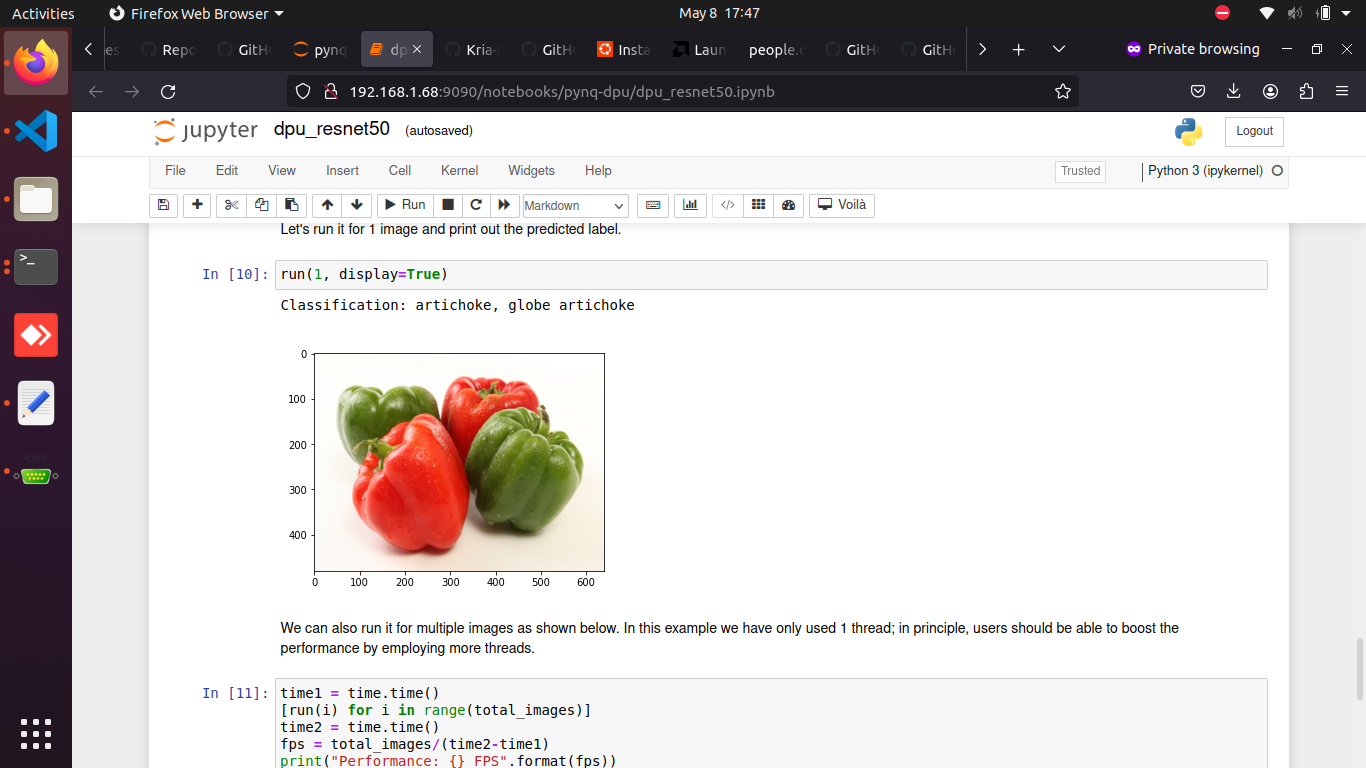 Activities
Firefox Web Browser
May 8 17:47
es
Repo
GitHu
pynq
dp
Kria-
GitHu
Insta
Laun
people.c
GitHu
GitHu
Private browsing
192.168.1.68:9090/notebooks/pynq-dpu/dpu_resnet50.ipynb
jupyter dpu_resnet50 (autosaved)
Logout
File Edit View Insert Cell Kernel Widgets Help
Trusted
Python 3 (ipykernel)
Run
Markdown
Voilà
Let's run it for 1 image and print out the predicted label.
In [10]: run(1, display=True)
Classification: artichoke, globe artichoke
0
100
200
300
400
0 100 200 300 400 500 600
We can also run it for multiple images as shown below. In this example we have only used 1 thread; in principle, users should be able to boost the
performance by employing more threads.
In [11]: time1 = time.time()
[run(i) for i in range(total_images)]
time2 = time.time()
fps = total_images/(time2-time1)
print("Performance: {} FPS".format(fps))